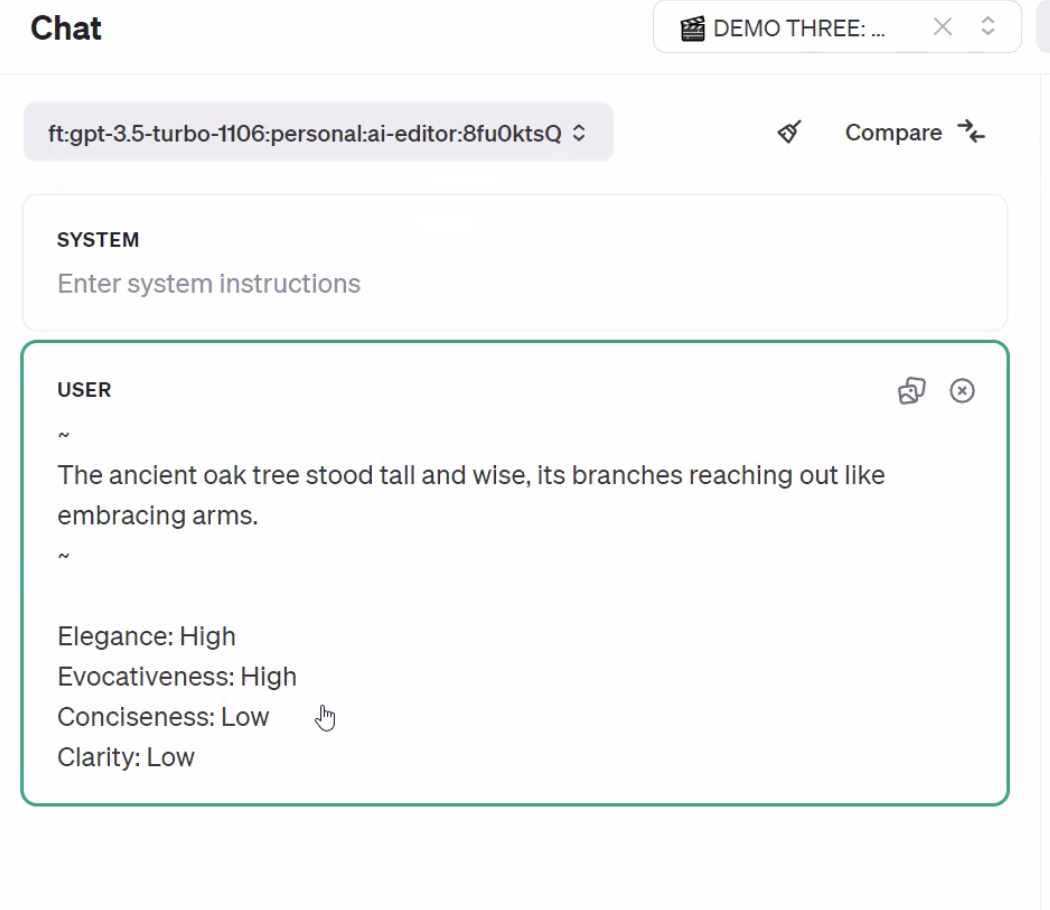 Chat
🎬 DEMO THREE: ...
ft:gpt-3.5-turbo-1106:personal:ai-editor:8fu0ktsQ
Compare
SYSTEM
Enter system instructions
USER
~
The ancient oak tree stood tall and wise, its branches reaching out like
embracing arms.
~
Elegance: High
Evocativeness: High
Conciseness: Low
Clarity: Low